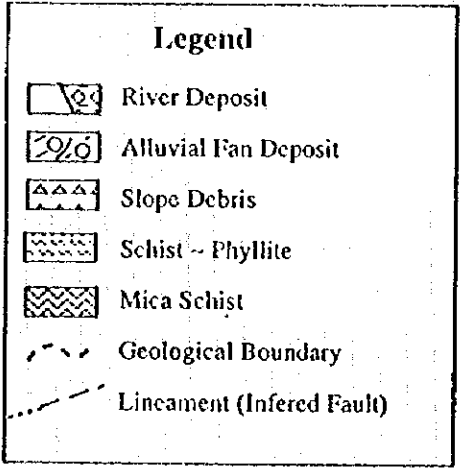 Legend
River Deposit
Alluvial Fan Deposit
Slope Debris
Schist ~ Phyllite
Mica Schist
Geological Boundary
Lineament (Infered Fault)